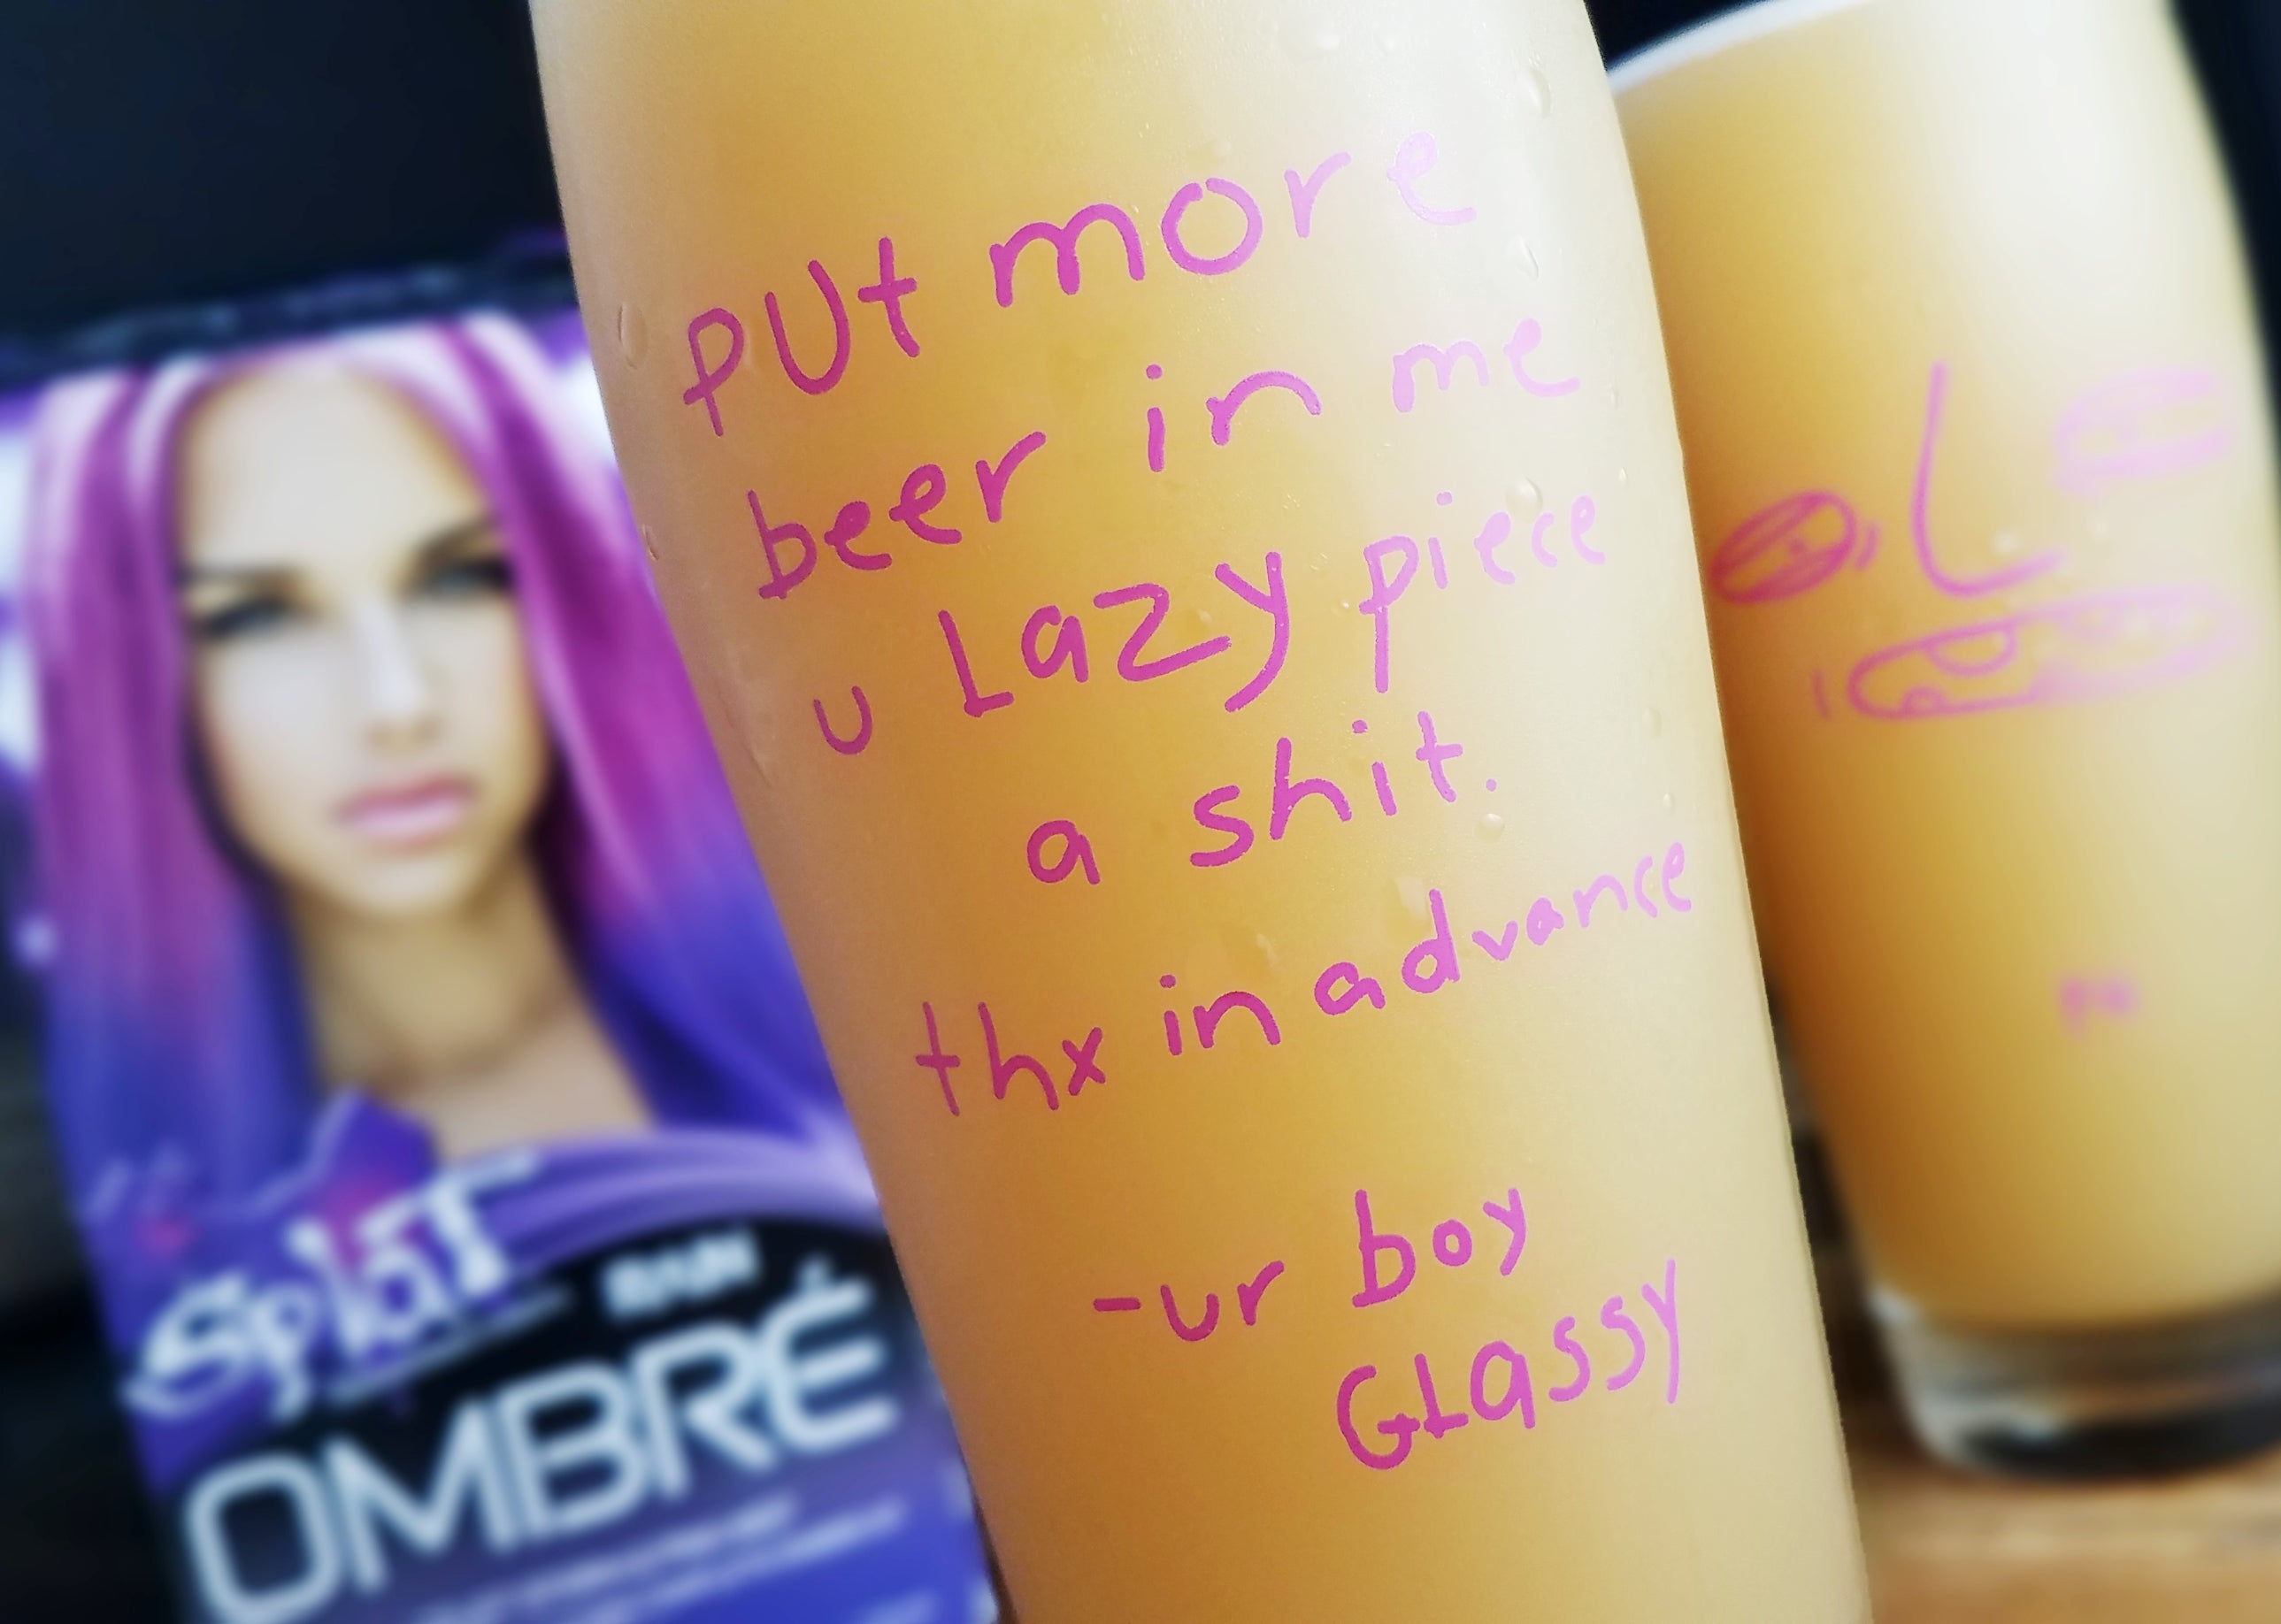 PUt more
beer in me
u Lazy piece
a shit.
thx in advance
-ur boy
GLassy
Splat
OMBRÉ